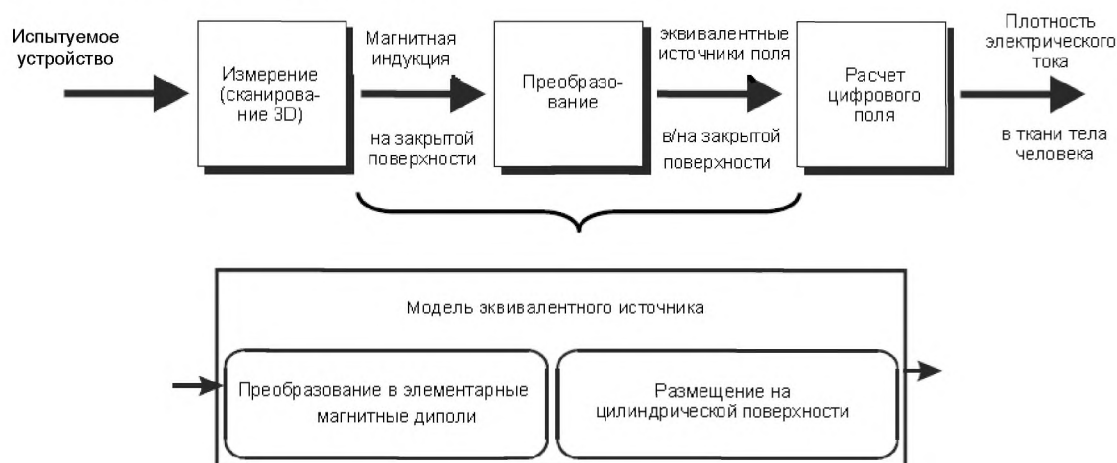 Испытуемое
устройство
Измерение
(сканирова-
ние 3D)
Магнитная
индукция
на закрытой
поверхности
Преобразо-
вание
эквивалентные
источники поля
в/на закрытой
поверхности
Расчет
цифрового
поля
Плотность
электрического
тока
в ткани тела
человека
Модель эквивалентного источника
Преобразование в элементарные
магнитные диполи
Размещение на
цилиндрической поверхности